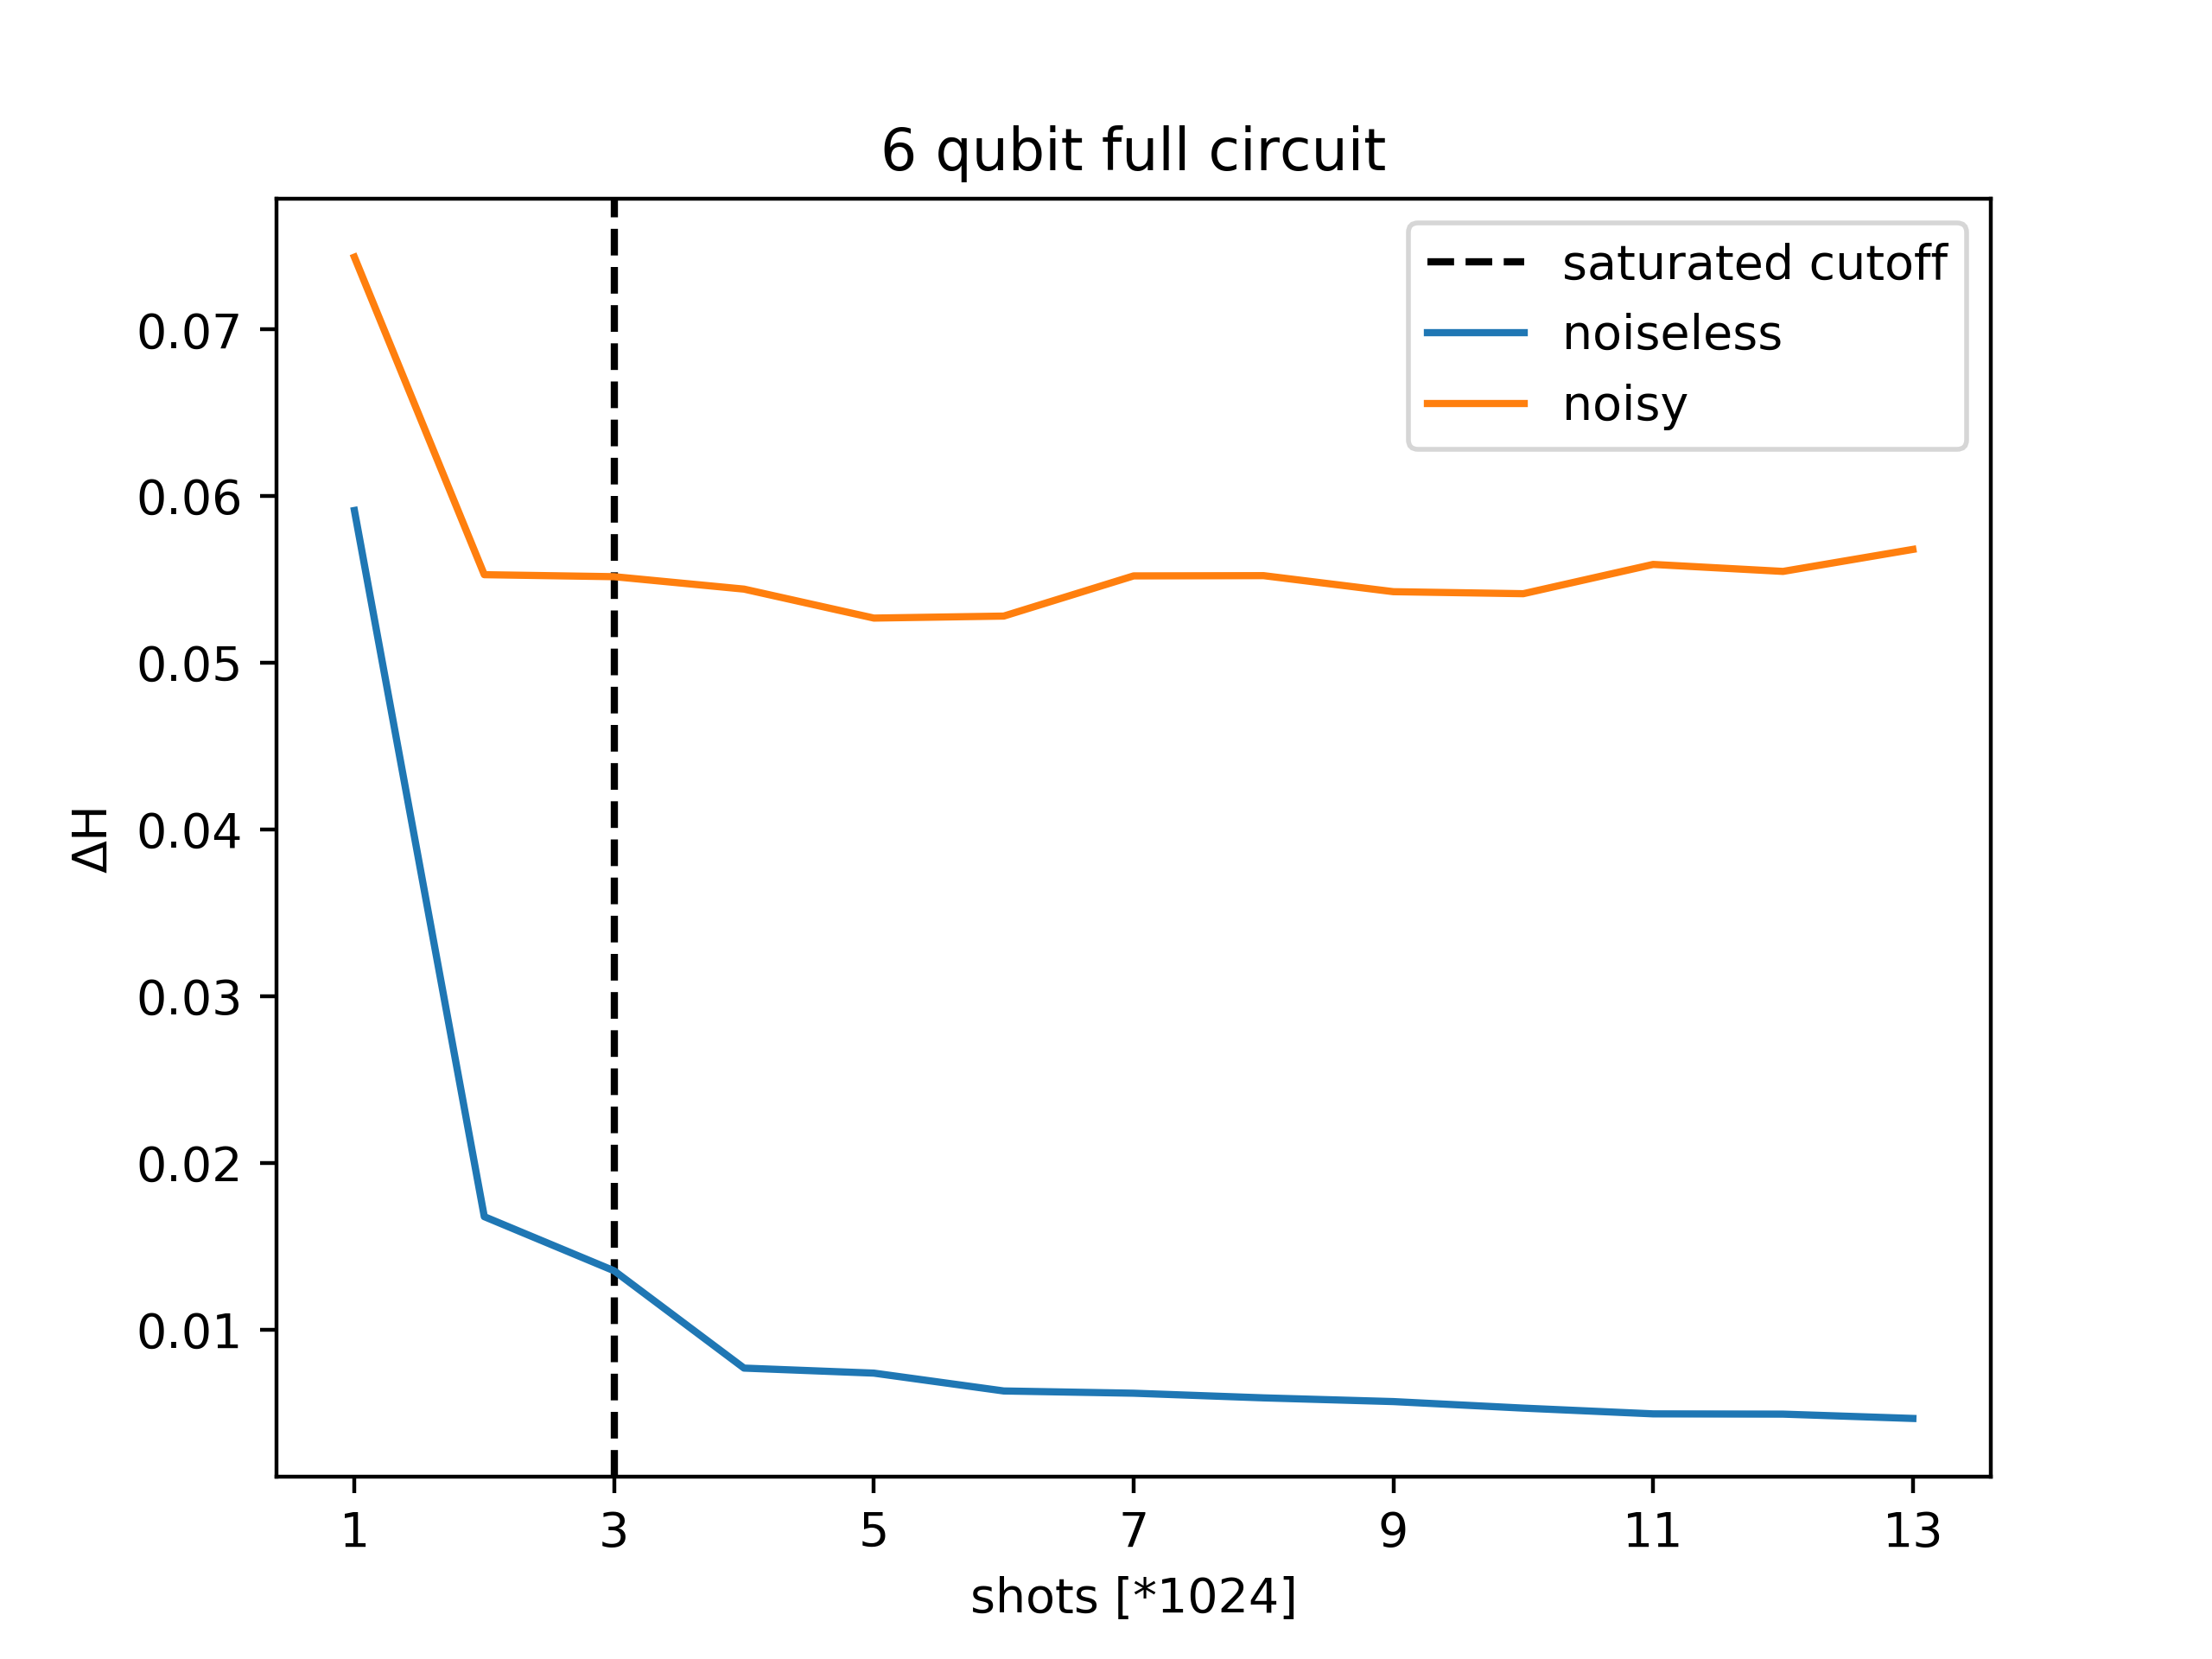 6 qubit full circuit
saturated cutoff
noiseless
noisy
0.07
0.06
0.05
0.04
0.03
0.02
0.01
ΔH
1 3 5 7 9 11 13
shots [*1024]